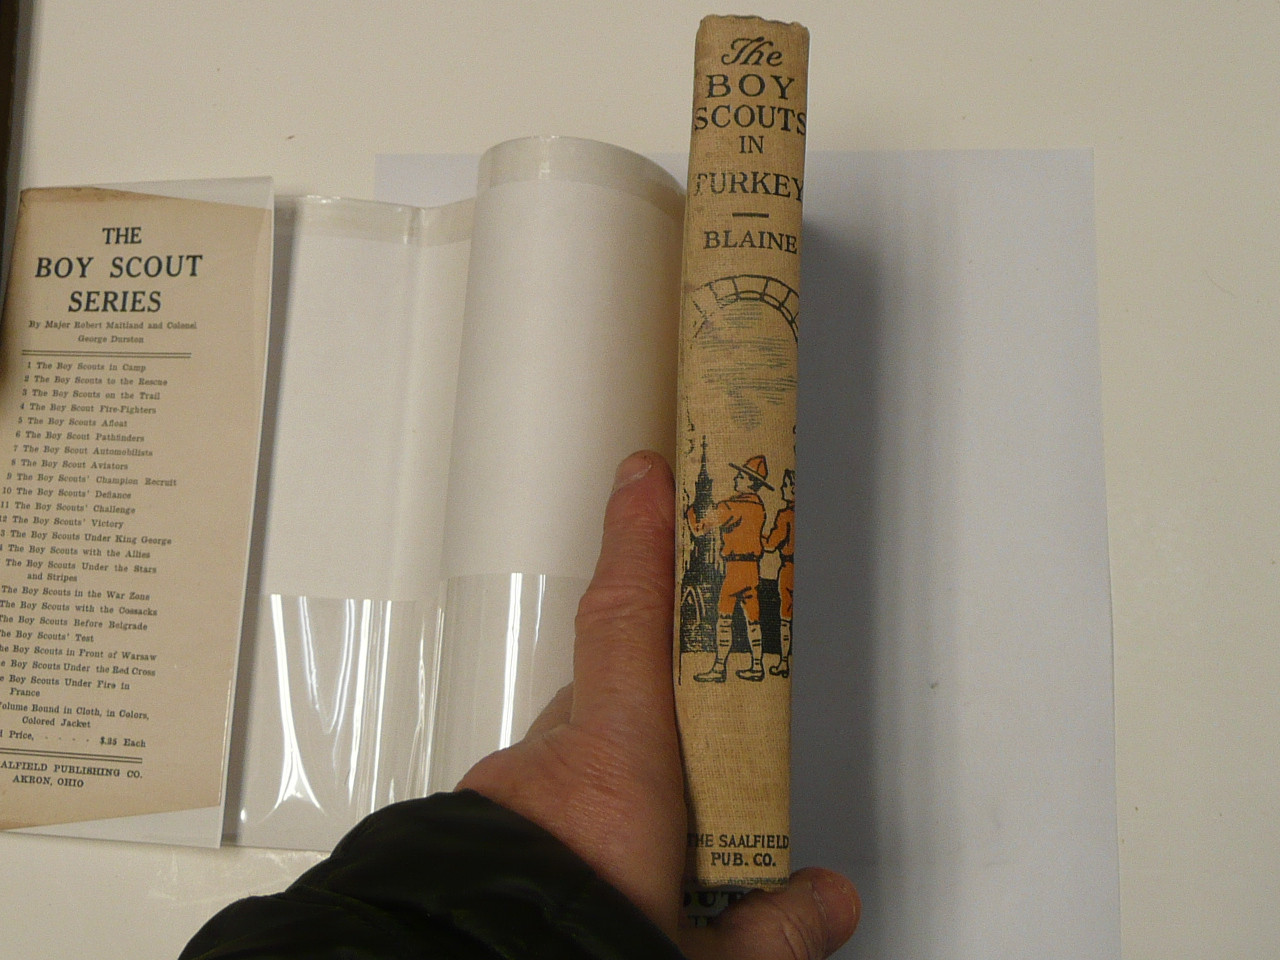 THE
BOY SCOUT
SERIES
By Major Robert Maitland and Colonel
George Durston
1 The Boy Scouts in Camp
2 The Boy Scouts to the Rescue
3 The Boy Scouts on the Trail
4 The Boy Scout Fire-Fighters
5 The Boy Scouts Afloat
6 The Boy Scout Pathfinders
7 The Boy Scout Automobilists
8 The Boy Scout Aviators
9 The Boy Scouts' Champion Recruit
10 The Boy Scouts' Defiance
11 The Boy Scouts' Challenge
12 The Boy Scouts' Victory
3 The Boy Scouts Under King George
The Boy Scouts with the Allies
The Boy Scouts Under the Stars
and Stripes
The Boy Scouts in the War Zone
The Boy Scouts with the Cossacks
The Boy Scouts Before Belgrade
he Boy Scouts' Test
he Boy Scouts in Front of Warsaw
e Boy Scouts Under the Red Cross
e Boy Scouts Under Fire in
France
Volume Bound in Cloth, in Colors,
Colored Jacket
Price, . . . . . $.35 Each
AALFIELD PUBLISHING CO.
AKRON, OHIO
The
BOY
SCOUTS
IN
TURKEY
BLAINE
THE SAALFIELD
PUB. CO.